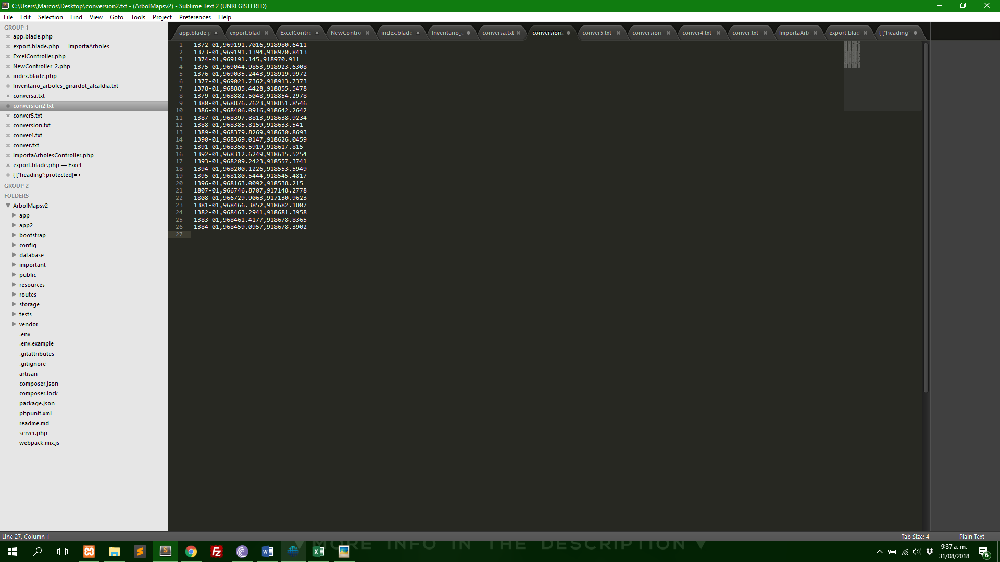 C:\Users\Marcos\Desktop\conversion2.txt • (ArbolMapsv2) - Sublime Text 2 (UNREGISTERED)
File Edit Selection Find View Goto Tools Project Preferences Help
GROUP 1
app.blade.php
export.blade.php — ImportaArboles
ExcelController.php
NewController_2.php
index.blade.php
Inventario_arboles_girardot_alcaldia.txt
conversa.txt
conversion2.txt
conver5.txt
conversion.txt
conver4.txt
conver.txt
ImportaArbolesController.php
export.blade.php — Excel
{ ["heading":protected]=>
GROUP 2
FOLDERS
ArbolMapsv2
app
app2
bootstrap
config
database
important
public
resources
routes
storage
tests
vendor
.env
.env.example
.gitattributes
.gitignore
artisan
composer.json
composer.lock
package.json
phpunit.xml
readme.md
server.php
webpack.mix.js
app.blade.p export.blad ExcelContro NewContro index.blade Inventario_ conversa.txt conversion2 conver5.txt conversion. conver4.txt conver.txt ImportaArb export.blad { ["heading"
1 1372-01,969191.7016,918980.6411
2 1373-01,969191.1394,918970.8413
3 1374-01,969191.145,918970.911
4 1375-01,969044.9853,918923.6308
5 1376-01,969035.2443,918919.9972
6 1377-01,969021.7362,918913.7373
7 1378-01,968885.4428,918855.5478
8 1379-01,968882.5048,918854.2978
9 1380-01,968876.7623,918851.8546
10 1386-01,968406.0916,918642.2642
11 1387-01,968397.8813,918638.9234
12 1388-01,968385.8159,918633.541
13 1389-01,968379.8269,918630.8693
14 1390-01,968369.0147,918626.0459
15 1391-01,968350.5919,918617.815
16 1392-01,968312.6249,918615.5254
17 1393-01,968209.2423,918557.3741
18 1394-01,968200.1226,918553.5949
19 1395-01,968180.5444,918545.4817
20 1396-01,968163.0092,918538.215
21 1807-01,966746.8707,917148.2778
22 1808-01,966729.9063,917130.9623
23 1381-01,968466.3852,918682.1807
24 1382-01,968463.2941,918681.3958
25 1383-01,968461.4177,918678.8365
26 1384-01,968459.0957,918678.3902
27
Line 27, Column 1
Tab Size: 4
Plain Text
MORE INFO IN THE DESCRIPTION
9:37 a. m.
31/08/2018
6